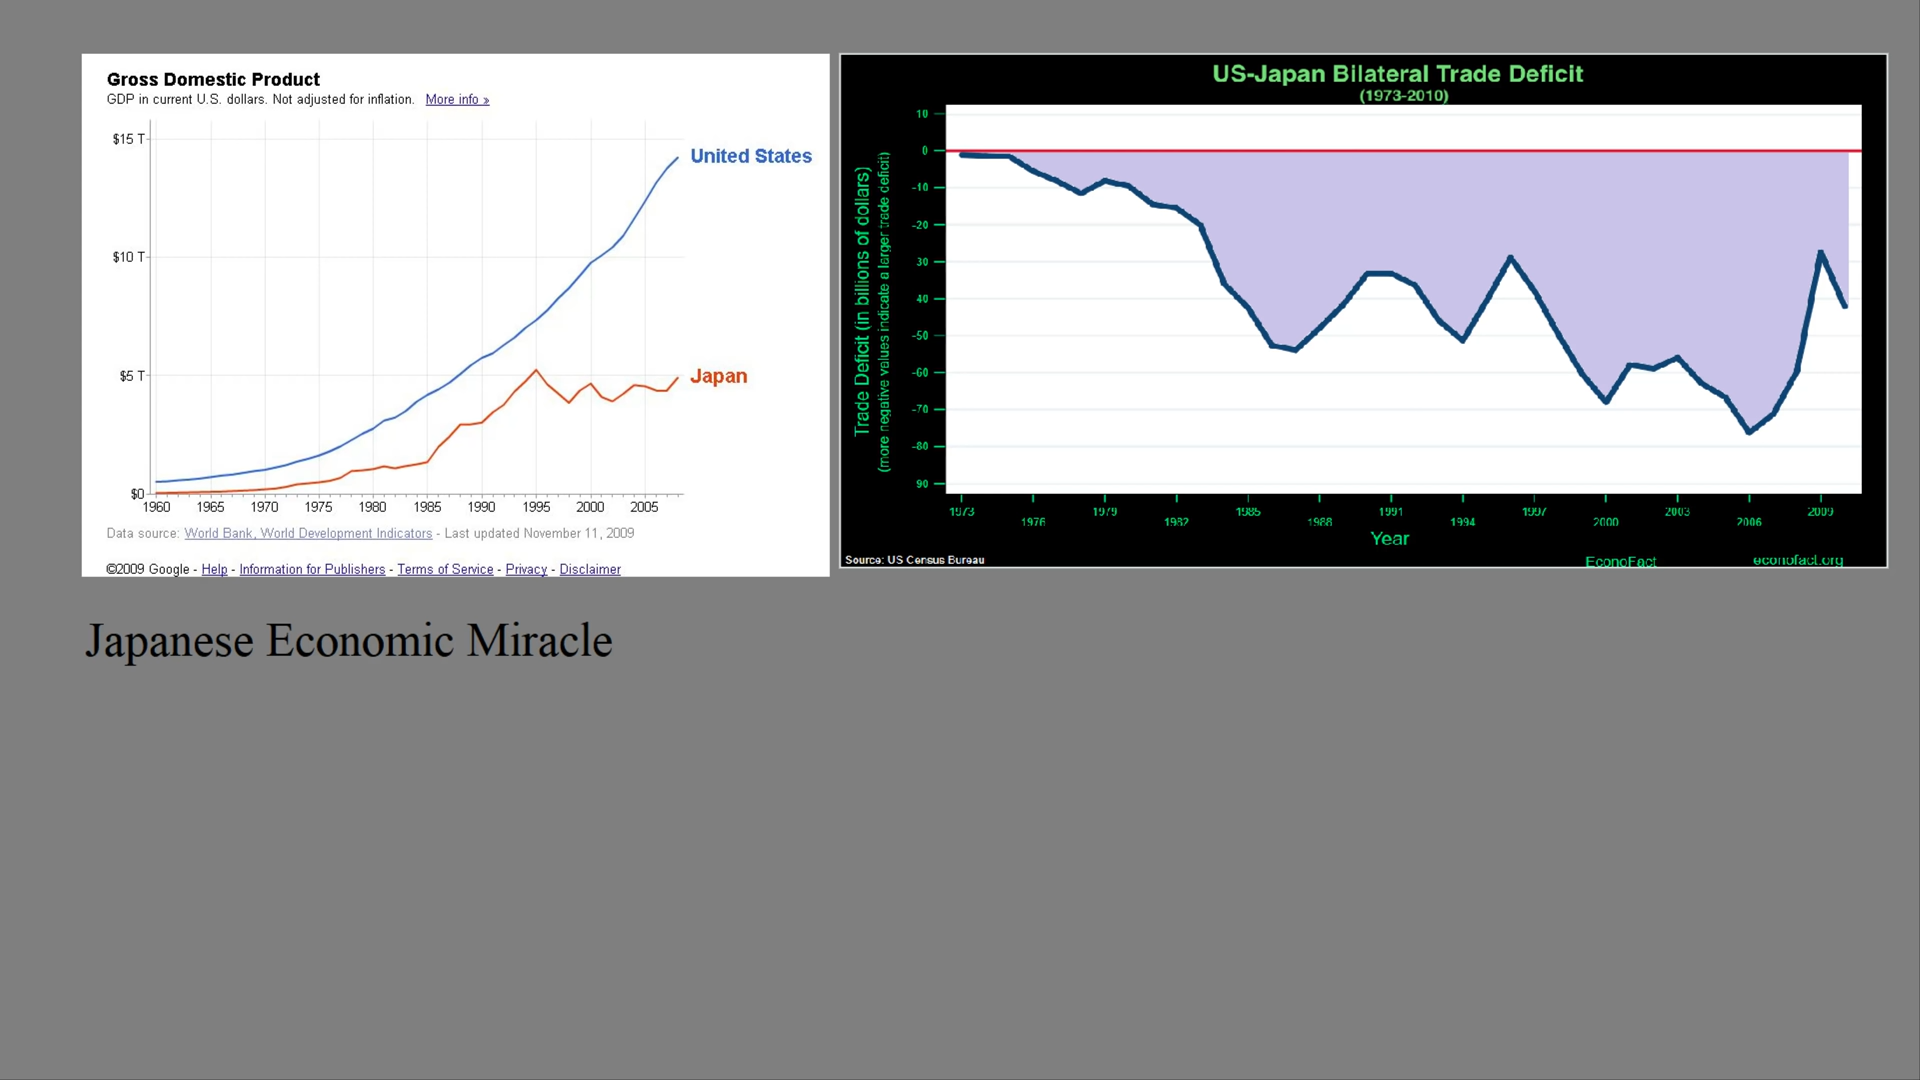 Gross Domestic Product
GDP in current U.S. dollars. Not adjusted for inflation. More info »
$15 T
$10 T
$5 T
$0
United States
Japan
1960 1965 1970 1975 1980 1985 1990 1995 2000 2005
Data source: World Bank, World Development Indicators - Last updated November 11, 2009
©2009 Google - Help - Information for Publishers - Terms of Service - Privacy - Disclaimer
US-Japan Bilateral Trade Deficit
(1973-2010)
Trade Deficit (in billions of dollars)
(more negative values indicate a larger trade deficit)
10
0
-10
-20
30
40
-50
-60
-70
-80
90
1973 1976 1979 1982 1985 1988 1991 1994 1997 2000 2003 2006 2009
Year
Source: US Census Bureau
EconoFact
econofact.org
Japanese Economic Miracle